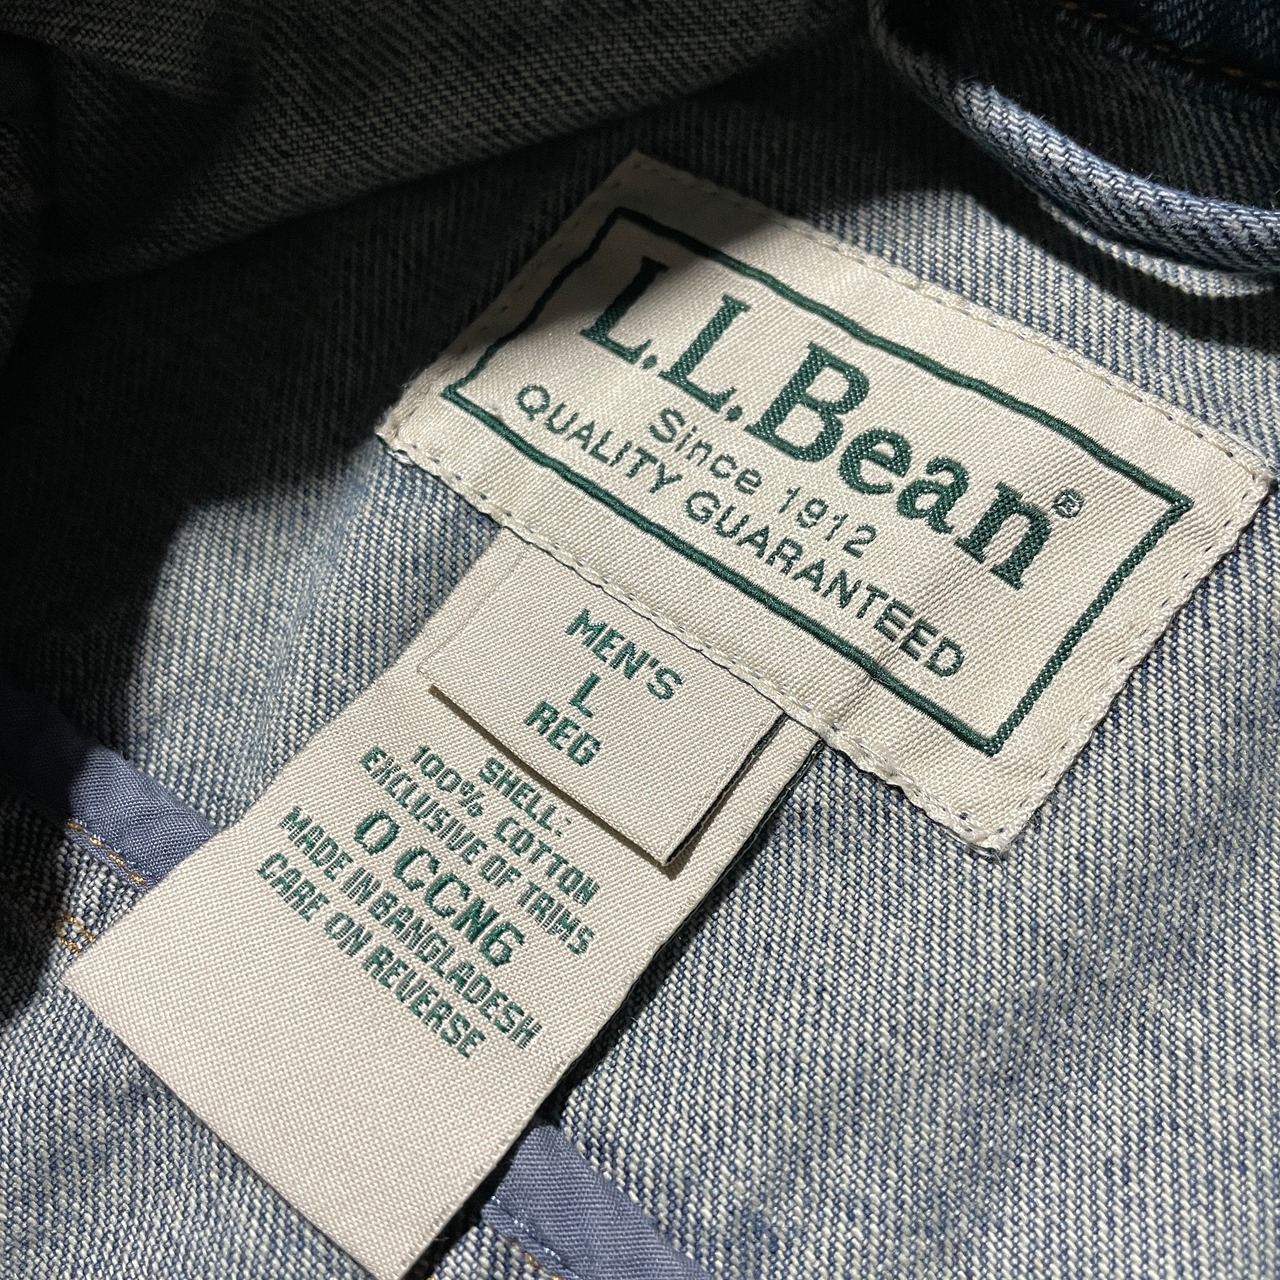 L.L.Bean®
Since 1912
QUALITY GUARANTEED
MEN'S
L
REG
SHELL:
100% COTTON
EXCLUSIVE OF TRIMS
0 CCN6
MADE IN BANGLADESH
CARE ON REVERSE